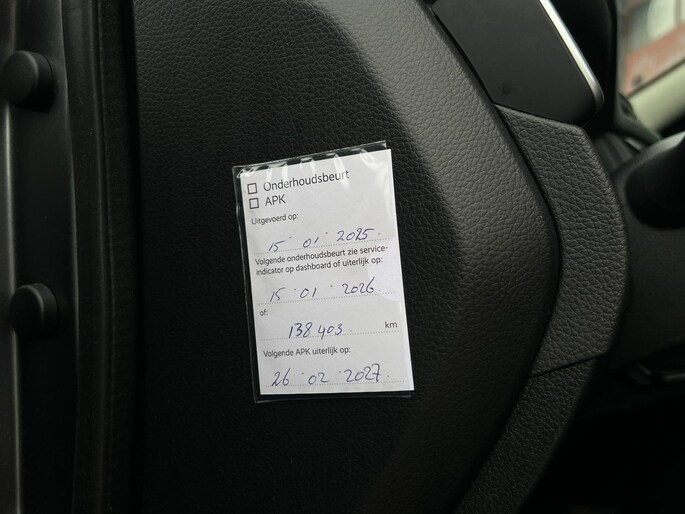 Onderhoudsbeurt
APK
Uitgevoerd op:
15 - 01 - 2025.
Volgende onderhoudsbeurt zie service-
indicator op dashboard of uiterlijk op:
15 - 01 - 2026.
of:
138.403. km
Volgende APK uiterlijk op:
26 - 02 - 2027.